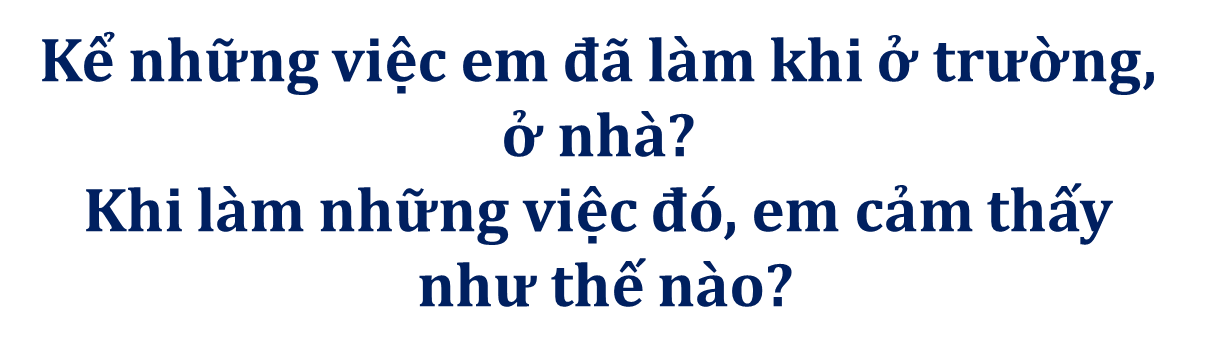 Kể những việc em đã làm khi ở trường,
ở nhà?
Khi làm những việc đó, em cảm thấy
như thế nào?